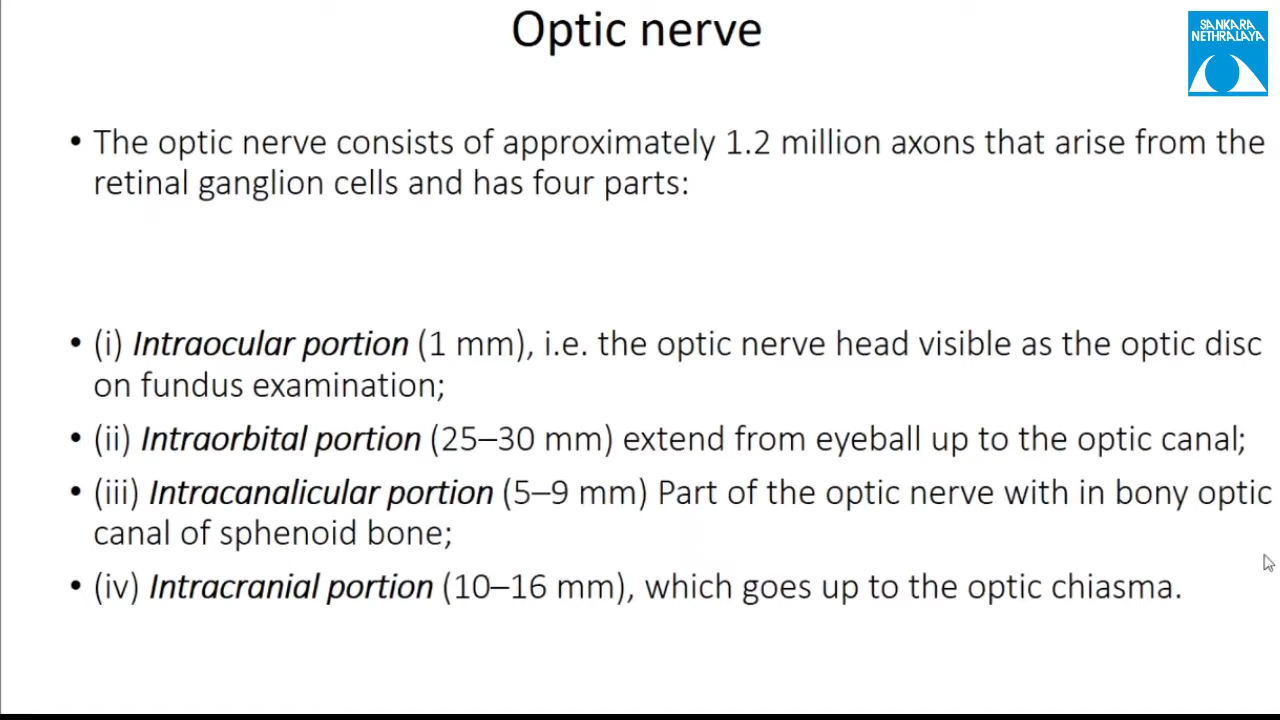 Optic nerve
SANKARA
NETHRALAYA
• The optic nerve consists of approximately 1.2 million axons that arise from the
retinal ganglion cells and has four parts:
• (i) Intraocular portion (1 mm), i.e. the optic nerve head visible as the optic disc
on fundus examination;
• (ii) Intraorbital portion (25–30 mm) extend from eyeball up to the optic canal;
• (iii) Intracanalicular portion (5–9 mm) Part of the optic nerve with in bony optic
canal of sphenoid bone;
• (iv) Intracranial portion (10–16 mm), which goes up to the optic chiasma.